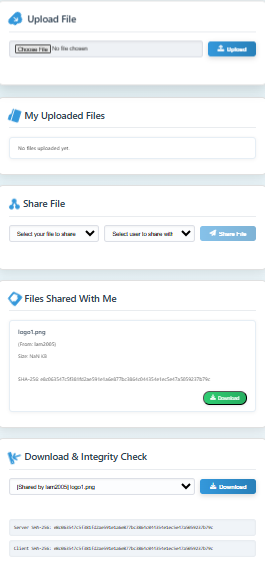 Upload File
Choose File No file chosen
Upload
My Uploaded Files
No files uploaded yet.
Share File
Select your file to share
Select user to share with
Share File
Files Shared With Me
logo1.png
(From: lam2005)
Size: NaN KB
SHA-256:
Download
Download & Integrity Check
[Shared by lam2005] logo1.png
Download
Server SHA-256:
Client SHA-256: